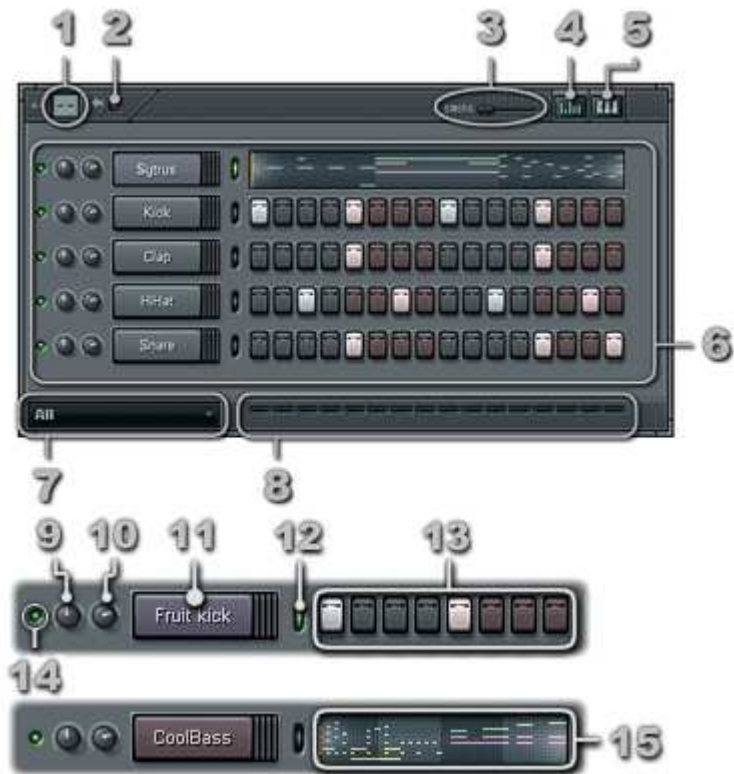 1 2 3 4 5
SWING
Sytrus
Kick
Clap
HiHat
Snare
6
All
7 8
9 10 11 12 13
Fruit kick
14
CoolBass
15